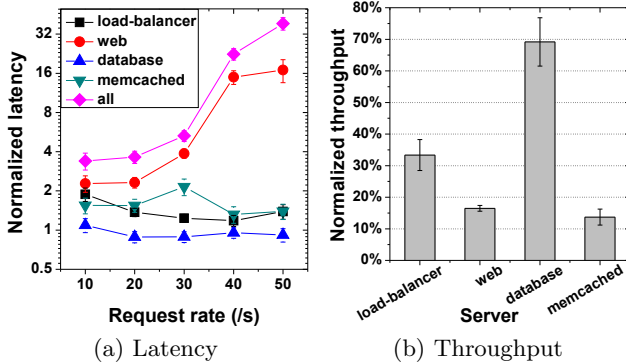 Normalized latency
32
16
8
4
2
1
0.5
load-balancer
web
database
memcached
all
10 20 30 40 50
Request rate (/s)
(a) Latency
Normalized throughput
80%
70%
60%
50%
40%
30%
20%
10%
0%
load-balancer
web
database
memcached
Server
(b) Throughput